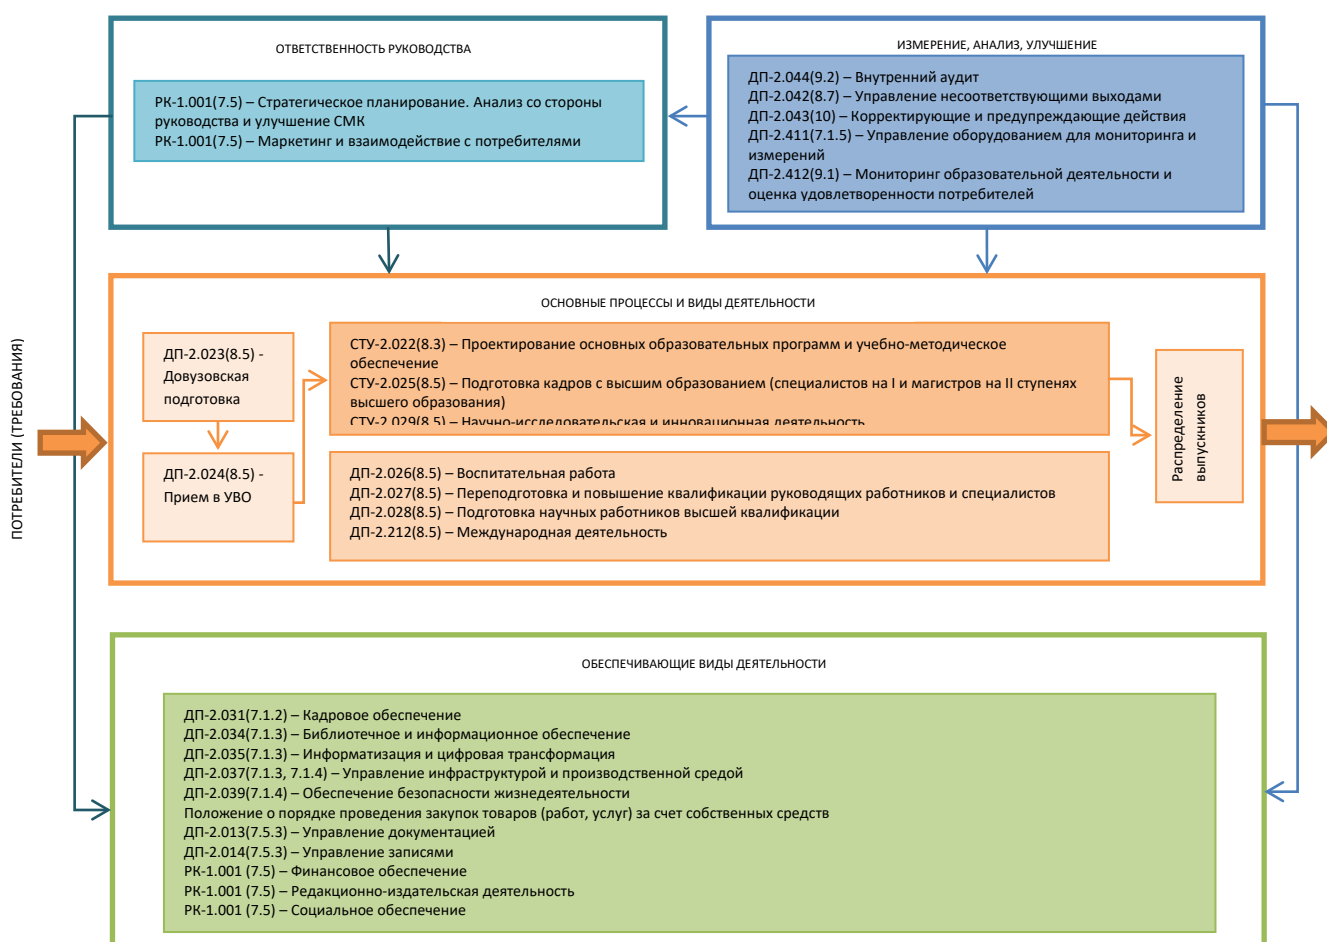 ОТВЕТСТВЕННОСТЬ РУКОВОДСТВА
РК-1.001(7.5) – Стратегическое планирование. Анализ со стороны
руководства и улучшение СМК
РК-1.001(7.5) – Маркетинг и взаимодействие с потребителями
ИЗМЕРЕНИЕ, АНАЛИЗ, УЛУЧШЕНИЕ
ДП-2.044(9.2) – Внутренний аудит
ДП-2.042(8.7) – Управление несоответствующими выходами
ДП-2.043(10) – Корректирующие и предупреждающие действия
ДП-2.411(7.1.5) – Управление оборудованием для мониторинга и
измерений
ДП-2.412(9.1) – Мониторинг образовательной деятельности и
оценка удовлетворенности потребителей
ПОТРЕБИТЕЛИ (ТРЕБОВАНИЯ)
ОСНОВНЫЕ ПРОЦЕССЫ И ВИДЫ ДЕЯТЕЛЬНОСТИ
ДП-2.023(8.5) -
Довузовская
подготовка
ДП-2.024(8.5) -
Прием в УВО
СТУ-2.022(8.3) – Проектирование основных образовательных программ и учебно-методическое
обеспечение
СТУ-2.025(8.5) – Подготовка кадров с высшим образованием (специалистов на I и магистров на II ступенях
высшего образования)
СТУ-2.029(8.5) – Научно-исследовательская и инновационная деятельность
ДП-2.026(8.5) – Воспитательная работа
ДП-2.027(8.5) – Переподготовка и повышение квалификации руководящих работников и специалистов
ДП-2.028(8.5) – Подготовка научных работников высшей квалификации
ДП-2.212(8.5) – Международная деятельность
Распределение
выпускников
ОБЕСПЕЧИВАЮЩИЕ ВИДЫ ДЕЯТЕЛЬНОСТИ
ДП-2.031(7.1.2) – Кадровое обеспечение
ДП-2.034(7.1.3) – Библиотечное и информационное обеспечение
ДП-2.035(7.1.3) – Информатизация и цифровая трансформация
ДП-2.037(7.1.3, 7.1.4) – Управление инфраструктурой и производственной средой
ДП-2.039(7.1.4) – Обеспечение безопасности жизнедеятельности
Положение о порядке проведения закупок товаров (работ, услуг) за счет собственных средств
ДП-2.013(7.5.3) – Управление документацией
ДП-2.014(7.5.3) – Управление записями
РК-1.001 (7.5) – Финансовое обеспечение
РК-1.001 (7.5) – Редакционно-издательская деятельность
РК-1.001 (7.5) – Социальное обеспечение